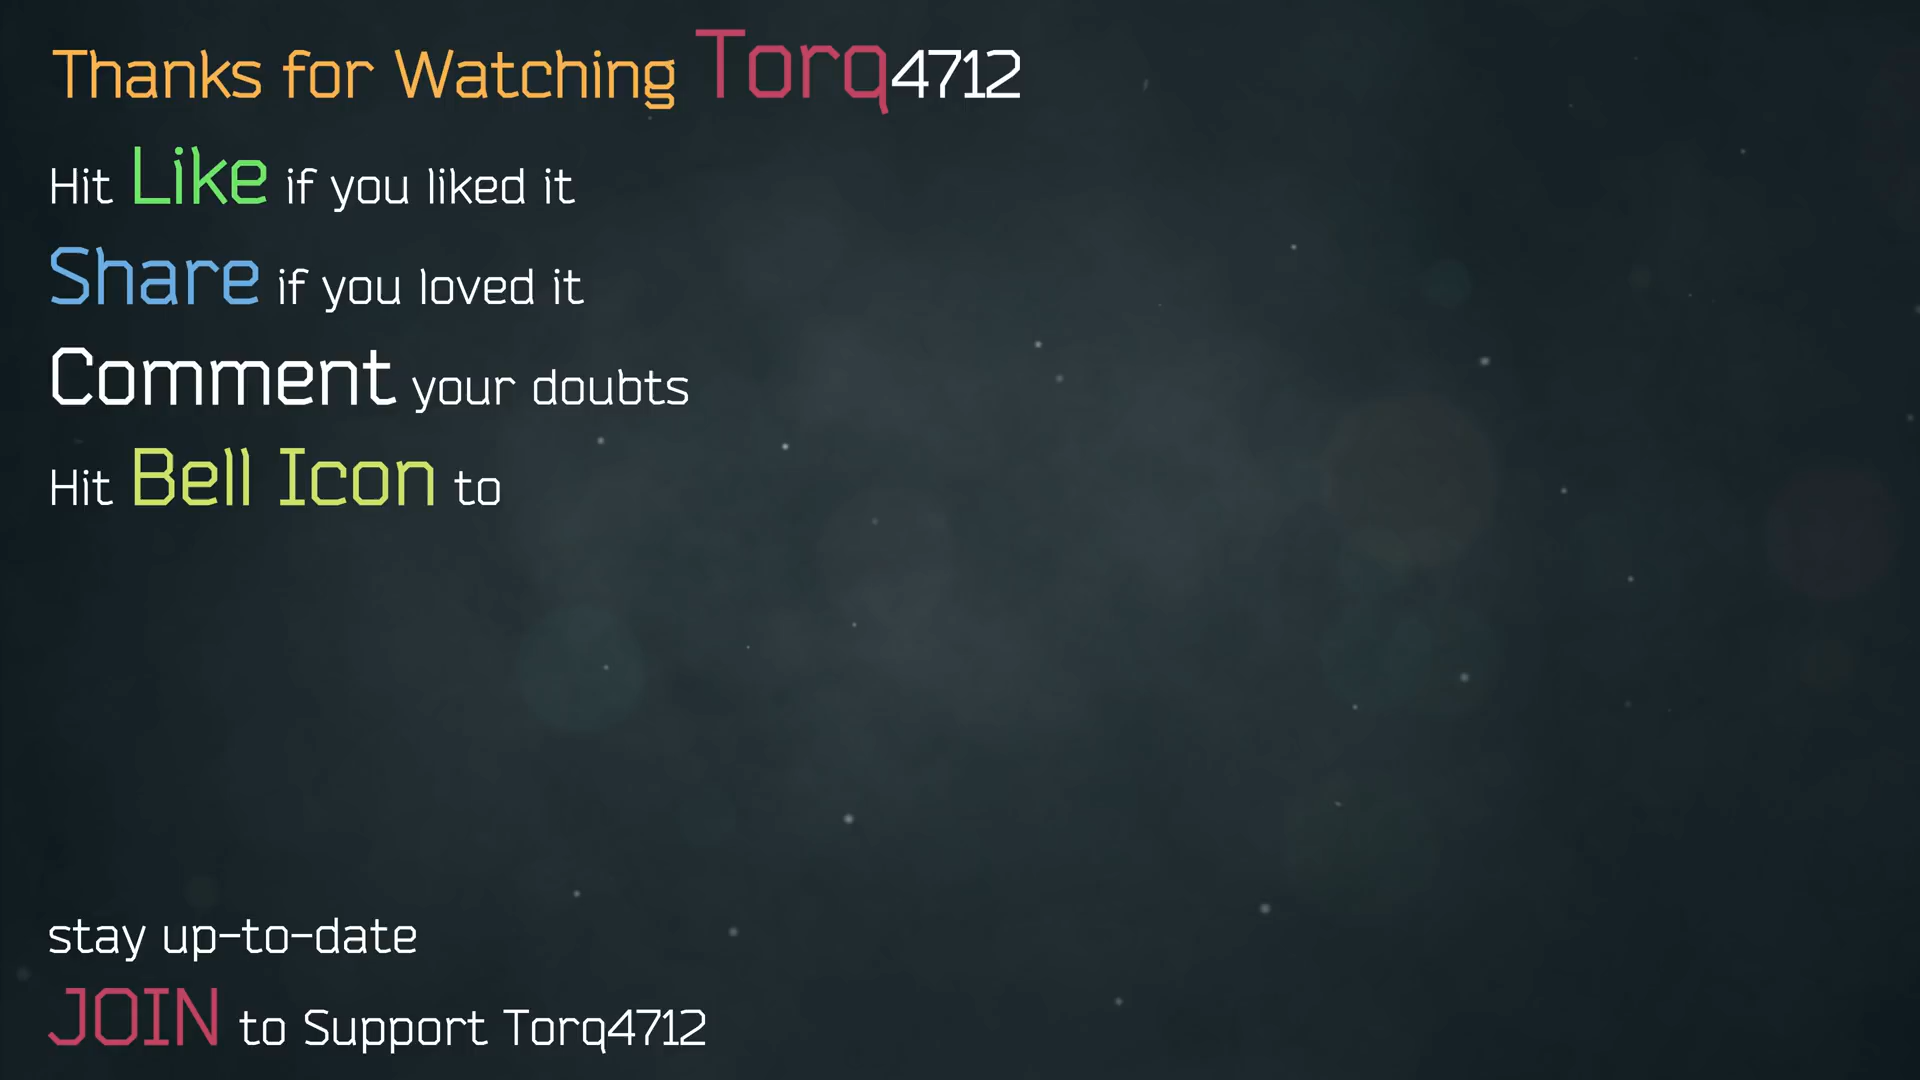 Thanks for Watching Torq4712
Hit Like if you liked it
Share if you loved it
Comment your doubts
Hit Bell Icon to
stay up-to-date
JOIN to Support Torq4712